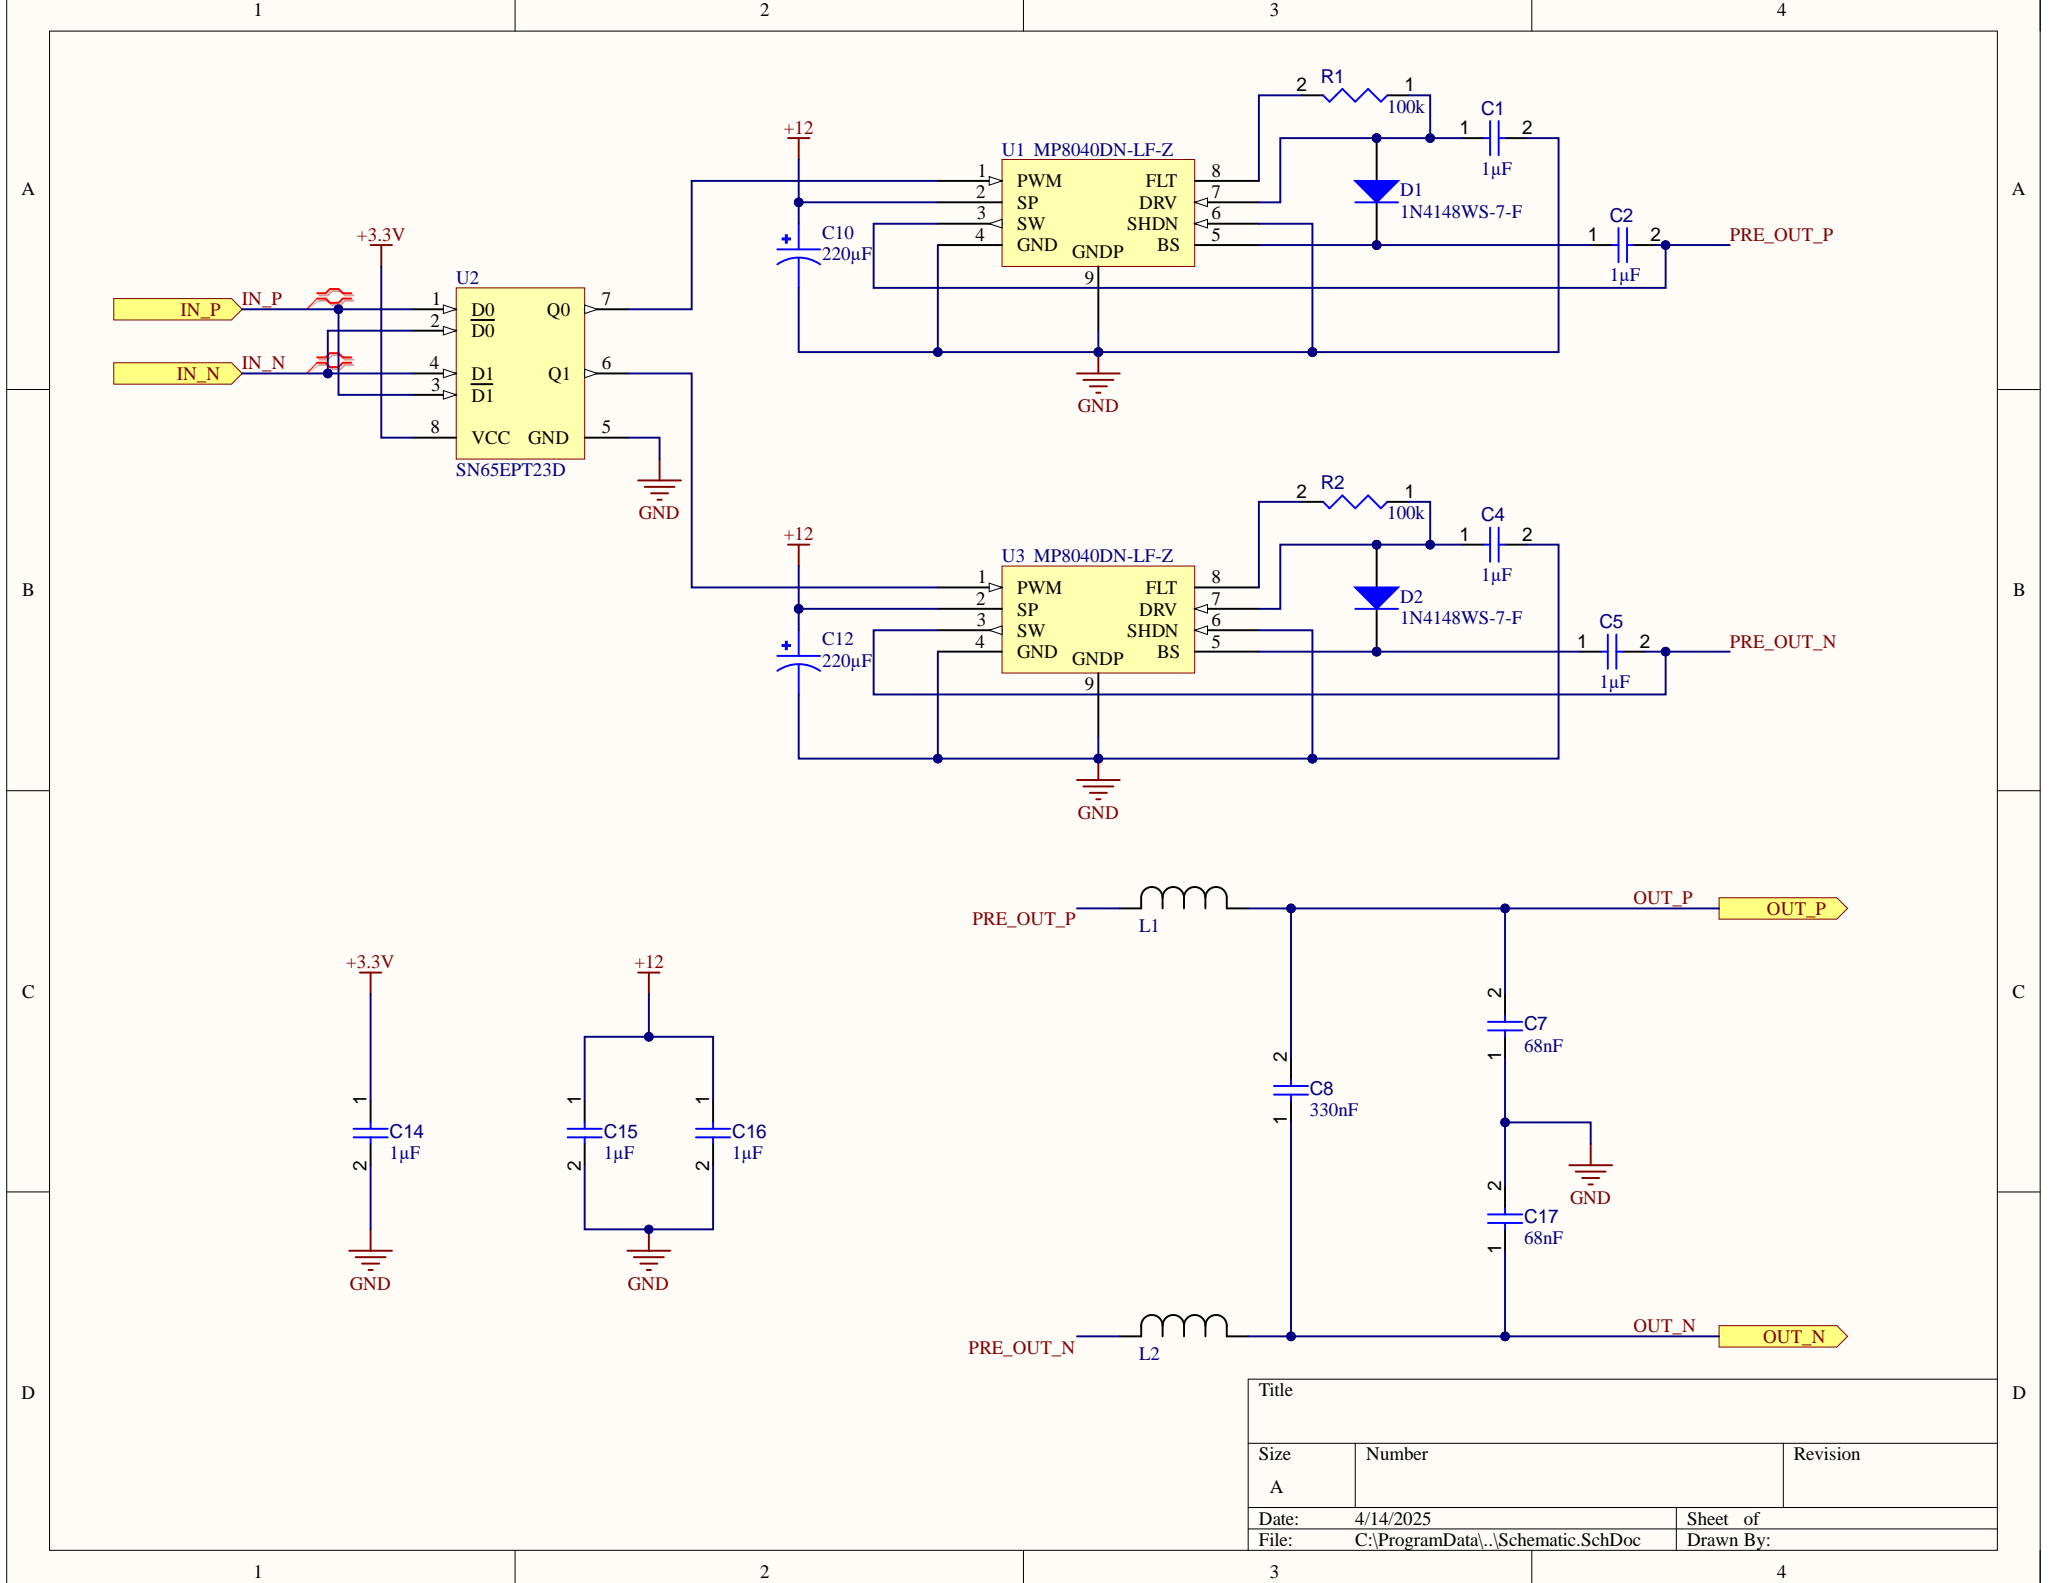 1 2 3 4
A A
B B
C C
D D
1 2 3 4
+3.3V
IN_P IN_P
IN_N IN_N
U2
1 D0 Q0 7
2 D0
4 D1 Q1 6
3 D1
8 VCC GND 5
SN65EPT23D
GND
+12
C10
220µF
U1 MP8040DN-LF-Z
1 PWM FLT 8
2 SP DRV 7
3 SW SHDN 6
4 GND BS 5
GNDP
9
GND
2 R1 1
100k
1 C1 2
1µF
D1
1N4148WS-7-F
1 C2 2
1µF
PRE_OUT_P
+12
C12
220µF
U3 MP8040DN-LF-Z
1 PWM FLT 8
2 SP DRV 7
3 SW SHDN 6
4 GND BS 5
GNDP
9
GND
2 R2 1
100k
1 C4 2
1µF
D2
1N4148WS-7-F
1 C5 2
1µF
PRE_OUT_N
+3.3V
1
C14
1µF
2
GND
+12
1 1
C15 C16
1µF 1µF
2 2
GND
PRE_OUT_P
L1
OUT_P OUT_P
2
C8
330nF
1
2
C7
68nF
1
GND
2
C17
68nF
1
PRE_OUT_N
L2
OUT_N OUT_N
Title
Size Number Revision
A
Date: 4/14/2025 Sheet of
File: C:\ProgramData\..\Schematic.SchDoc Drawn By: